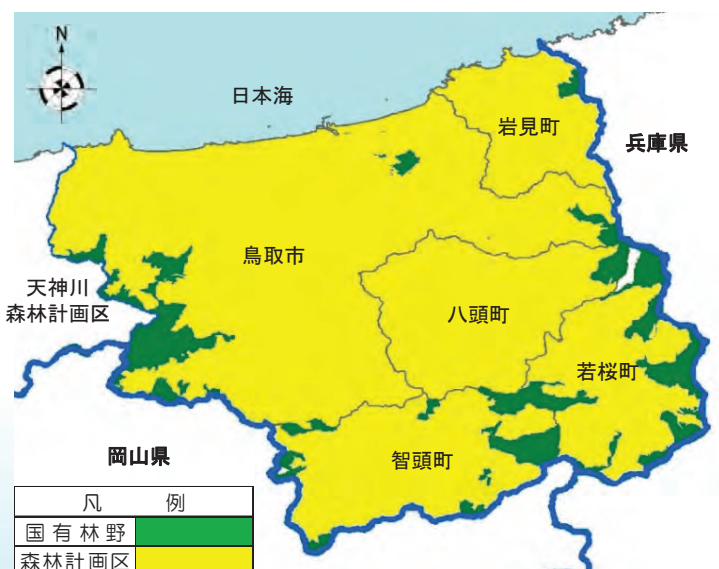 N
日本海
岩見町
兵庫県
鳥取市
天神川
森林計画区
八頭町
若桜町
岡山県
智頭町
凡 例
国有林野
森林計画区